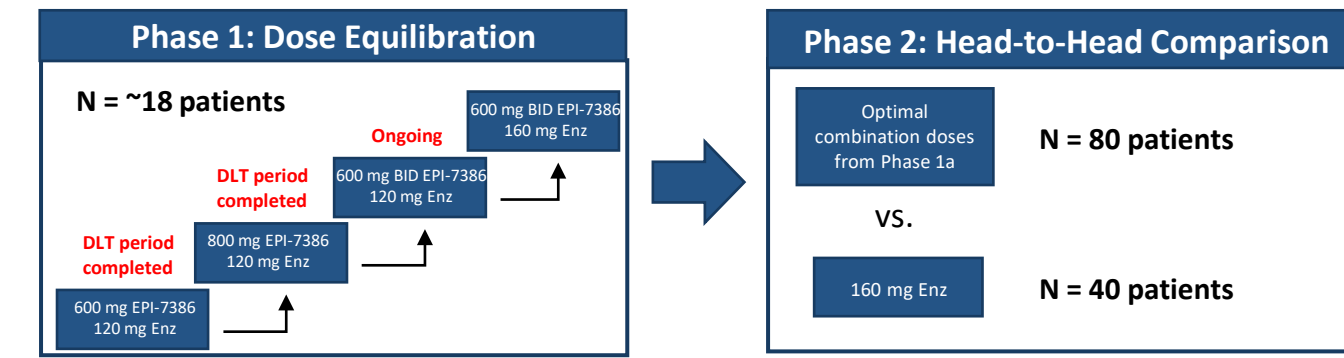 Phase 1: Dose Equilibration
N = ~18 patients
600 mg BID EPI-7386
160 mg Enz
Ongoing
600 mg BID EPI-7386
120 mg Enz
DLT period
completed
800 mg EPI-7386
120 mg Enz
DLT period
completed
600 mg EPI-7386
120 mg Enz
Phase 2: Head-to-Head Comparison
Optimal
combination doses
from Phase 1a
N = 80 patients
vs.
160 mg Enz
N = 40 patients